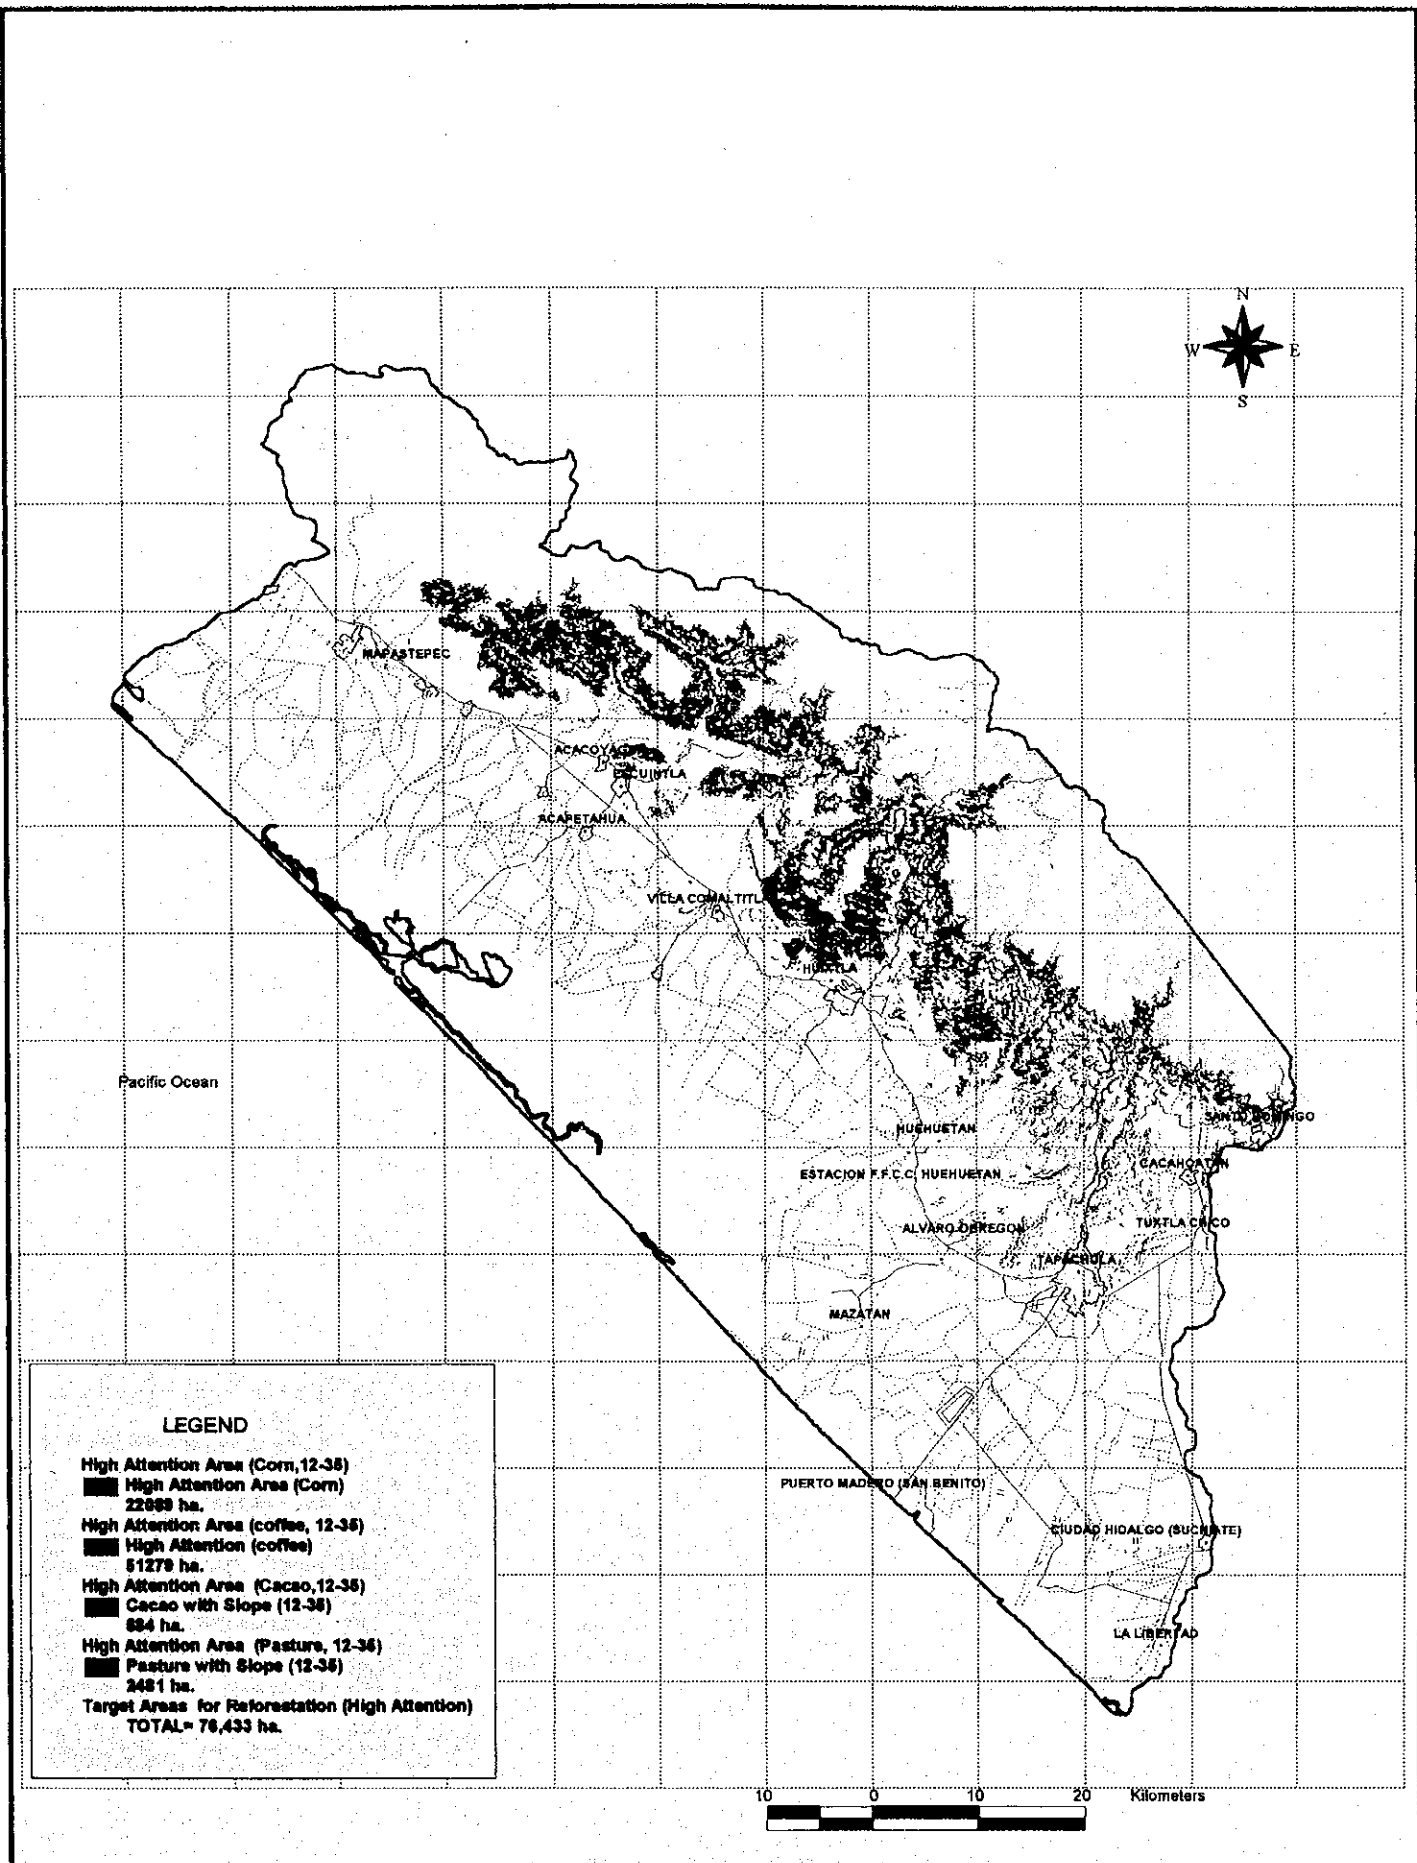 N
W E
S
MAPASTEPEC
ACACOYAGUA
ESCUINTLA
ACAPETAHUA
VILLA COMALTITLA
HUIXTLA
Pacific Ocean
SANTO DOMINGO
HUEHUETAN
CACAHOATAN
ESTACION F.F.C.C. HUEHUETAN
TUXTLA CHICO
ALVARO OBREGON
TAPACHULA
MAZATAN
LEGEND
High Attention Area (Corn,12-35)
High Attention Area (Corn)
22089 ha.
High Attention Area (coffee, 12-35)
High Attention (coffee)
51279 ha.
High Attention Area (Cacao,12-35)
Cacao with Slope (12-35)
584 ha.
High Attention Area (Pasture, 12-35)
Pasture with Slope (12-35)
2481 ha.
Target Areas for Reforestation (High Attention)
TOTAL= 76,433 ha.
PUERTO MADERO (SAN BENITO)
CIUDAD HIDALGO (SUCHIATE)
LA LIBERTAD
10 0 10 20 Kilometers